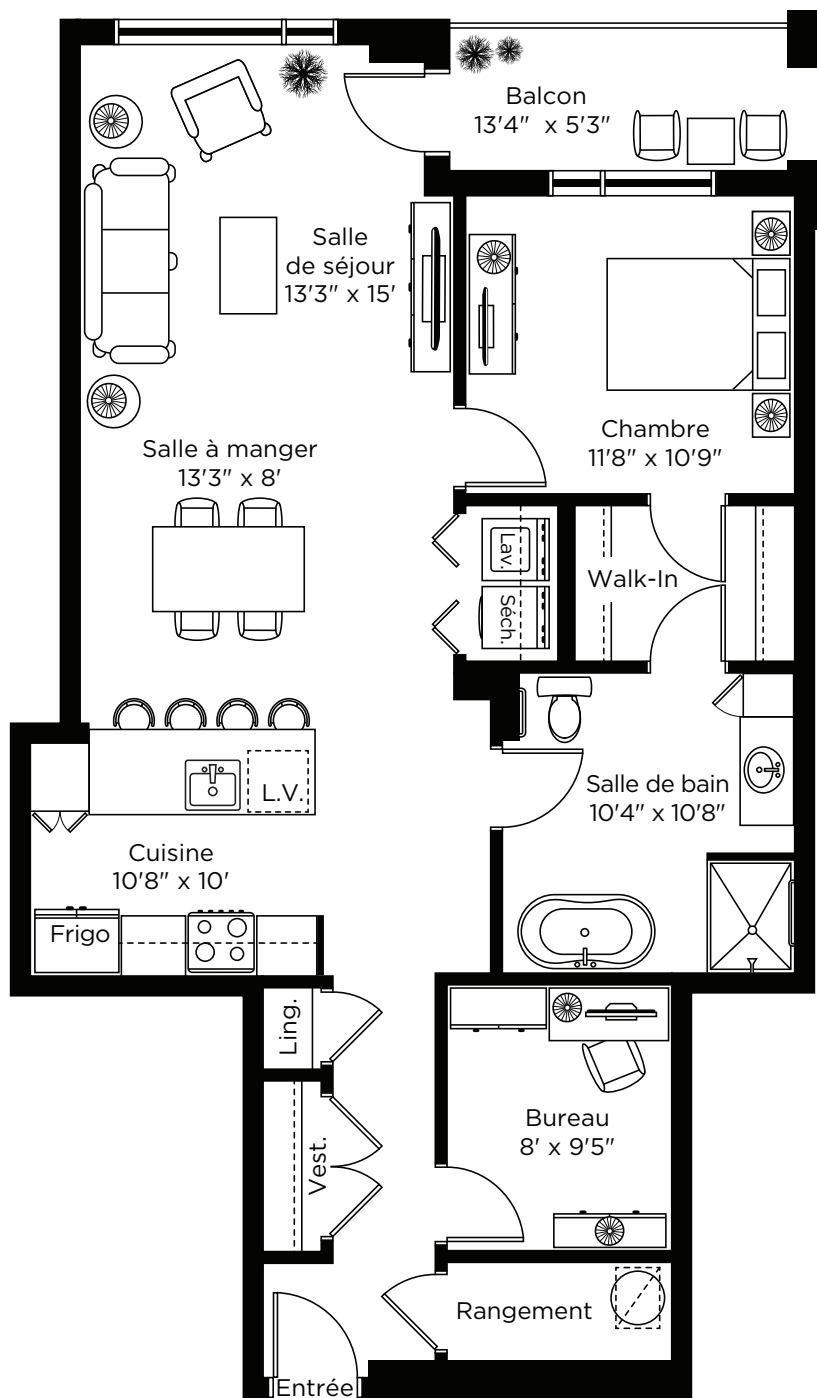 Balcon
13'4" x 5'3"
Salle
de séjour
13'3" x 15'
Salle à manger
13'3" x 8'
Chambre
11'8" x 10'9"
Lav.
Séch.
Walk-In
L.V.
Salle de bain
10'4" x 10'8"
Cuisine
10'8" x 10'
Frigo
Ling.
Vest.
Bureau
8' x 9'5"
Rangement
Entrée